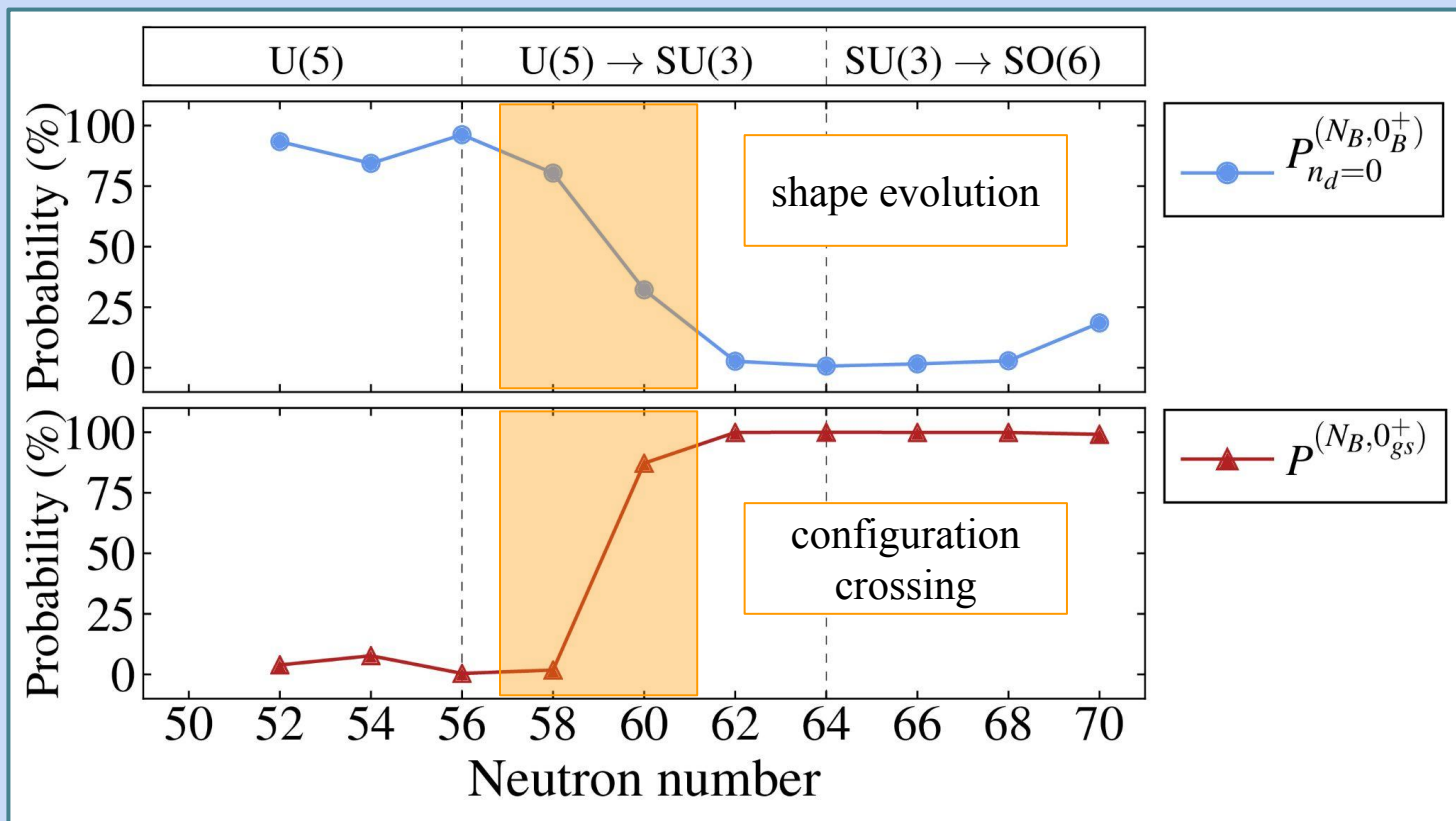 U(5) U(5) → SU(3) SU(3) → SO(6)
Probability (%)
100
75
50
25
0
shape evolution
P_{n_d=0}^{(N_B,0_B^+)}
Probability (%)
100
75
50
25
0
configuration
crossing
P^{(N_B,0_{gs}^+)}
50 52 54 56 58 60 62 64 66 68 70
Neutron number